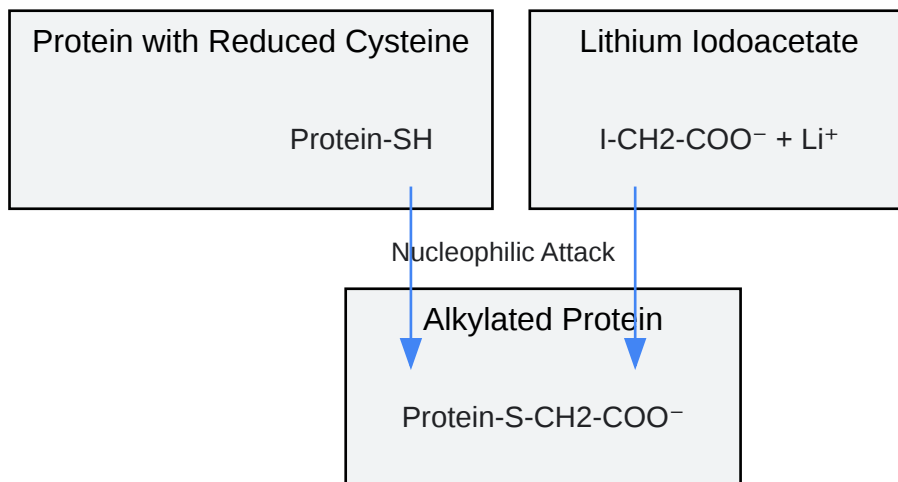 Protein with Reduced Cysteine
Protein-SH
Lithium Iodoacetate
I-CH2-COO⁻ + Li⁺
Nucleophilic Attack
Alkylated Protein
Protein-S-CH2-COO⁻